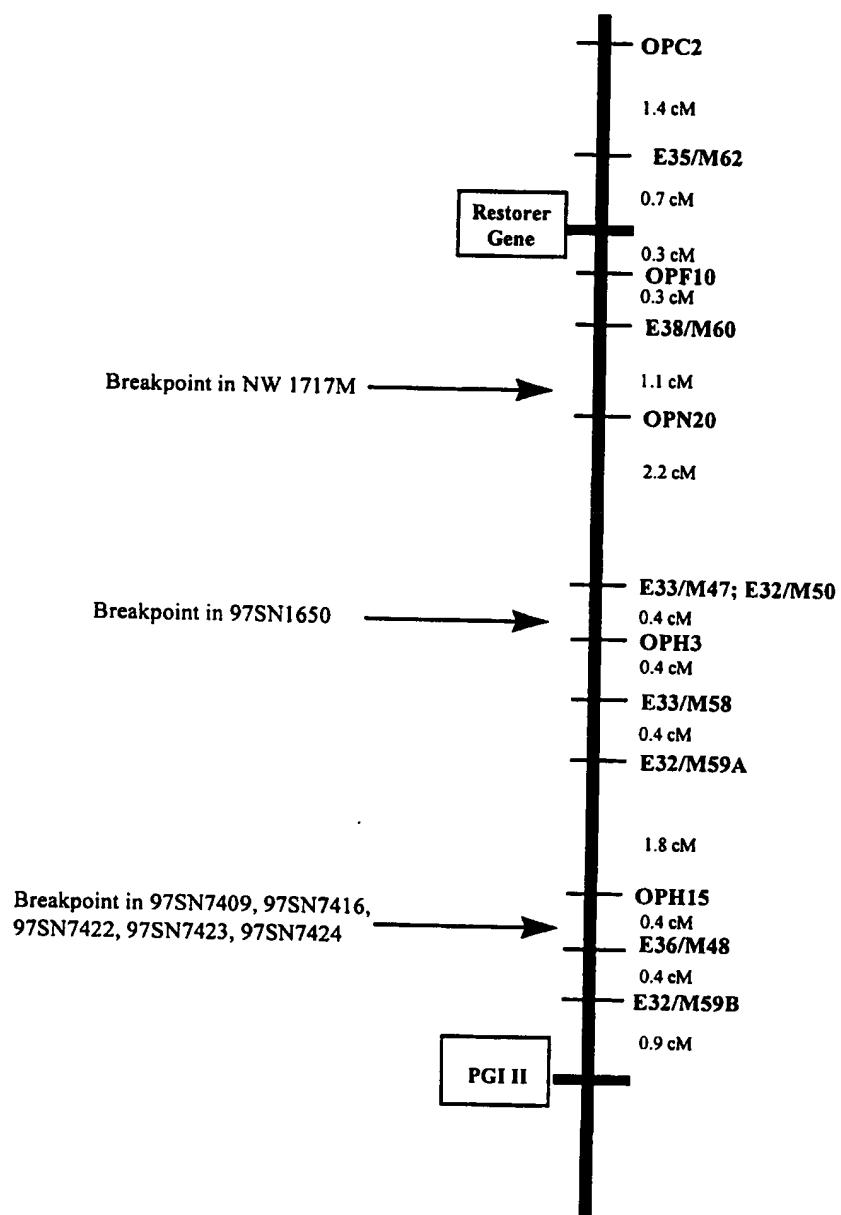 OPC2
1.4 cM
E35/M62
0.7 cM
Restorer
Gene
0.3 cM
OPF10
0.3 cM
E38/M60
Breakpoint in NW 1717M
1.1 cM
OPN20
2.2 cM
E33/M47; E32/M50
Breakpoint in 97SN1650
0.4 cM
OPH3
0.4 cM
E33/M58
0.4 cM
E32/M59A
1.8 cM
OPH15
Breakpoint in 97SN7409, 97SN7416,
97SN7422, 97SN7423, 97SN7424
0.4 cM
E36/M48
0.4 cM
E32/M59B
0.9 cM
PGI II